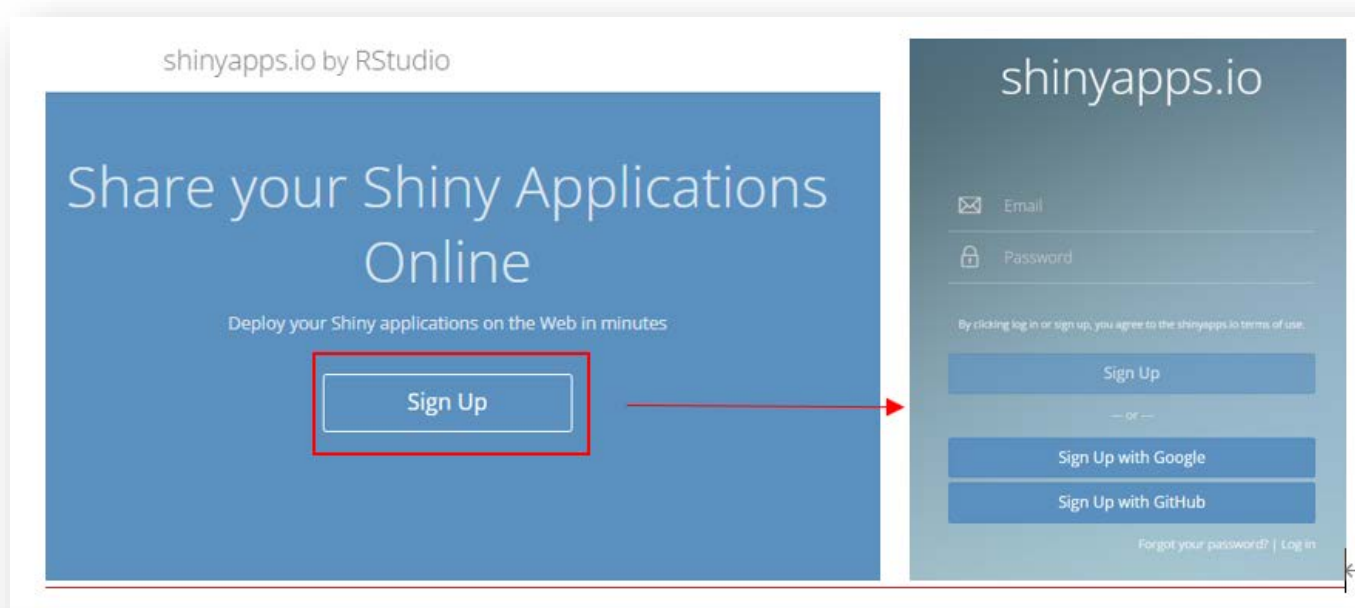 shinyapps.io by RStudio
Share your Shiny Applications
Online
Deploy your Shiny applications on the Web in minutes
Sign Up
shinyapps.io
Email
Password
By clicking log in or sign up, you agree to the shinyapps.io terms of use.
Sign Up
— or —
Sign Up with Google
Sign Up with GitHub
Forgot your password? | Log in